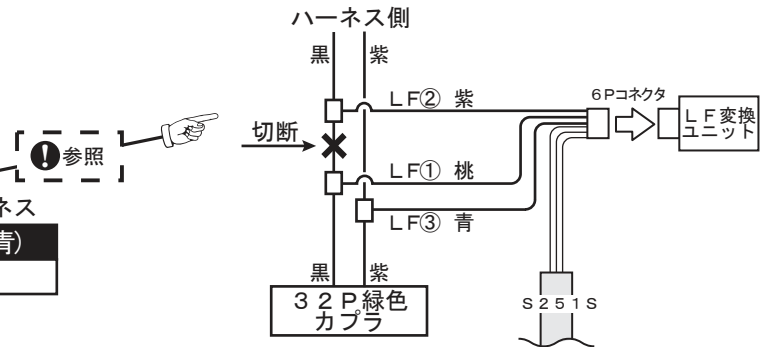 ハーネス側
黒 紫
LF② 紫
6Pコネクタ
LF変換
ユニット
切断
!参照
LF① 桃
ネス
青)
LF③ 青
黒 紫
32P緑色
カプラ
S251S